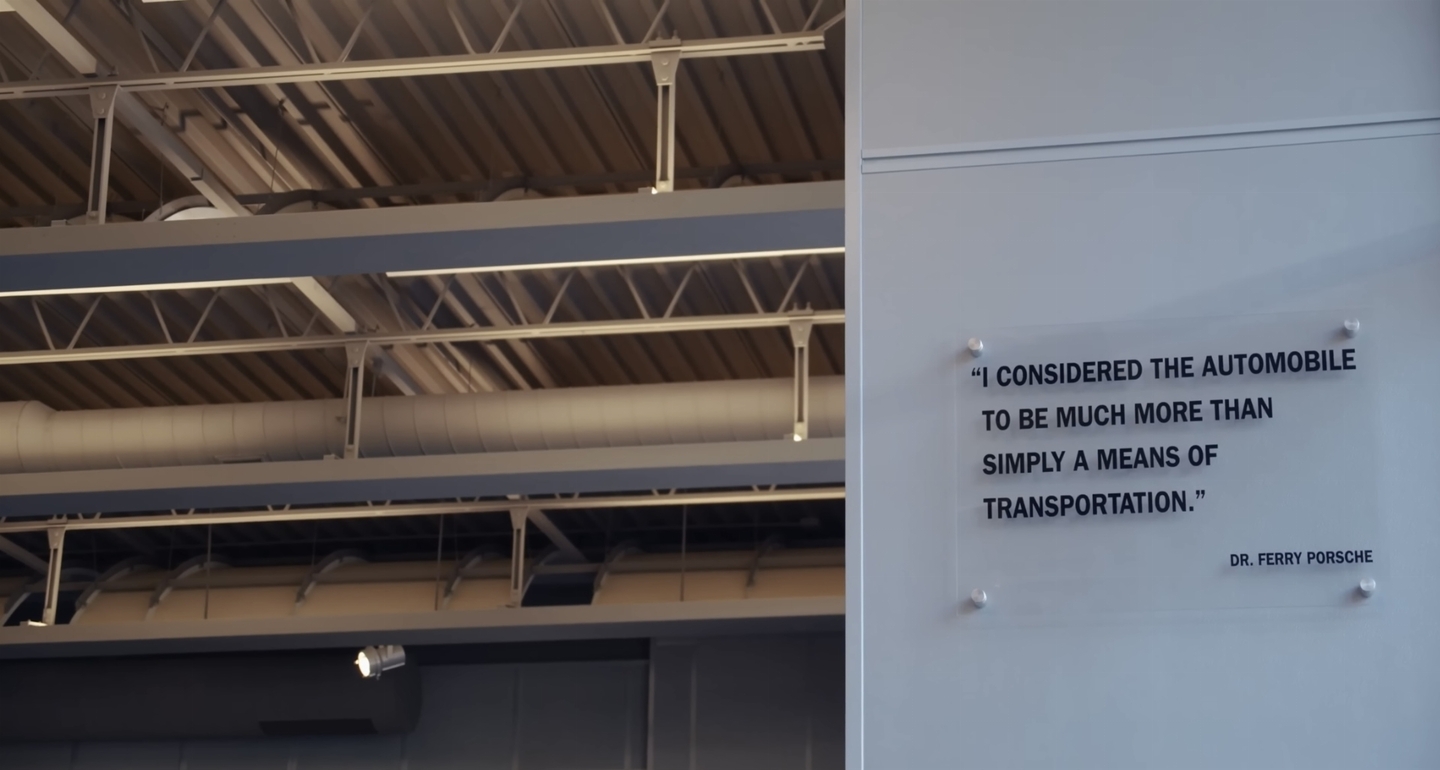 “I CONSIDERED THE AUTOMOBILE
TO BE MUCH MORE THAN
SIMPLY A MEANS OF
TRANSPORTATION.”
DR. FERRY PORSCHE